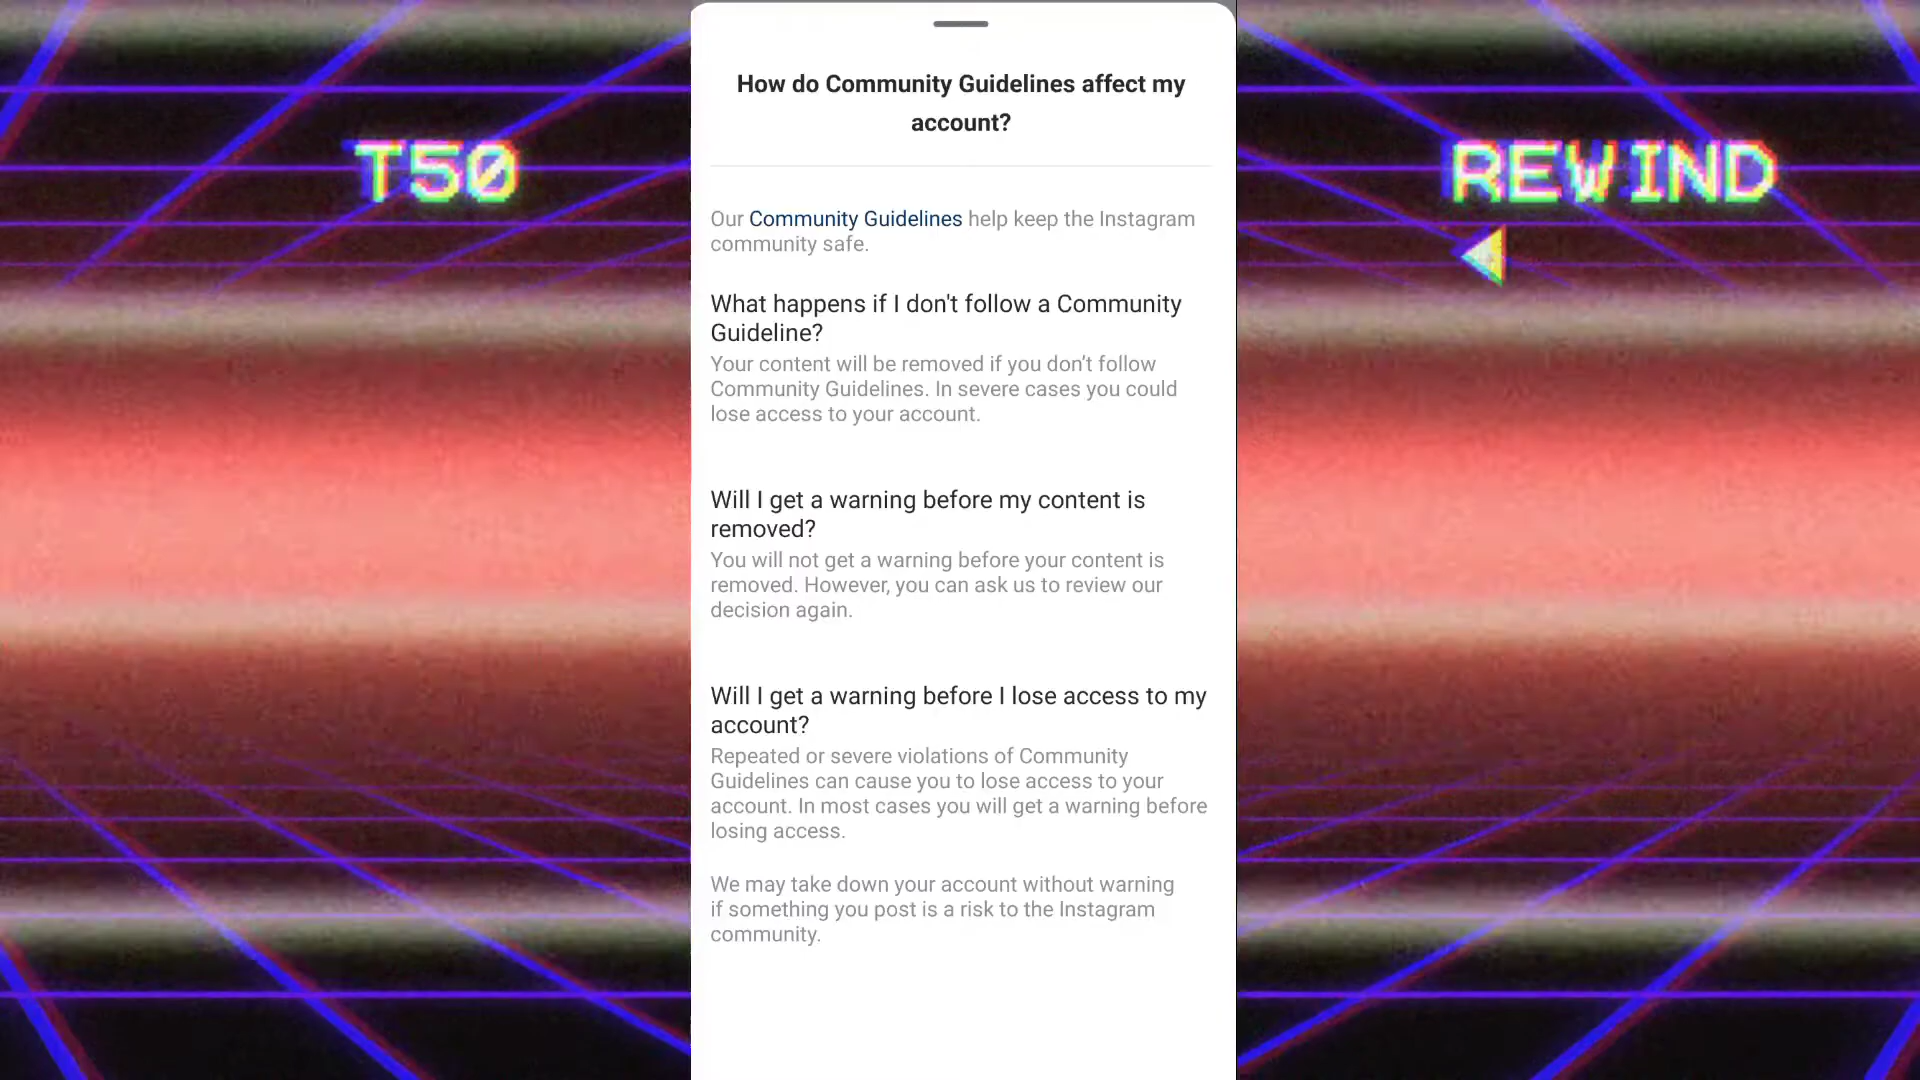 T50
REWIND
How do Community Guidelines affect my
account?
Our Community Guidelines help keep the Instagram
community safe.
What happens if I don't follow a Community
Guideline?
Your content will be removed if you don’t follow
Community Guidelines. In severe cases you could
lose access to your account.
Will I get a warning before my content is
removed?
You will not get a warning before your content is
removed. However, you can ask us to review our
decision again.
Will I get a warning before I lose access to my
account?
Repeated or severe violations of Community
Guidelines can cause you to lose access to your
account. In most cases you will get a warning before
losing access.
We may take down your account without warning
if something you post is a risk to the Instagram
community.